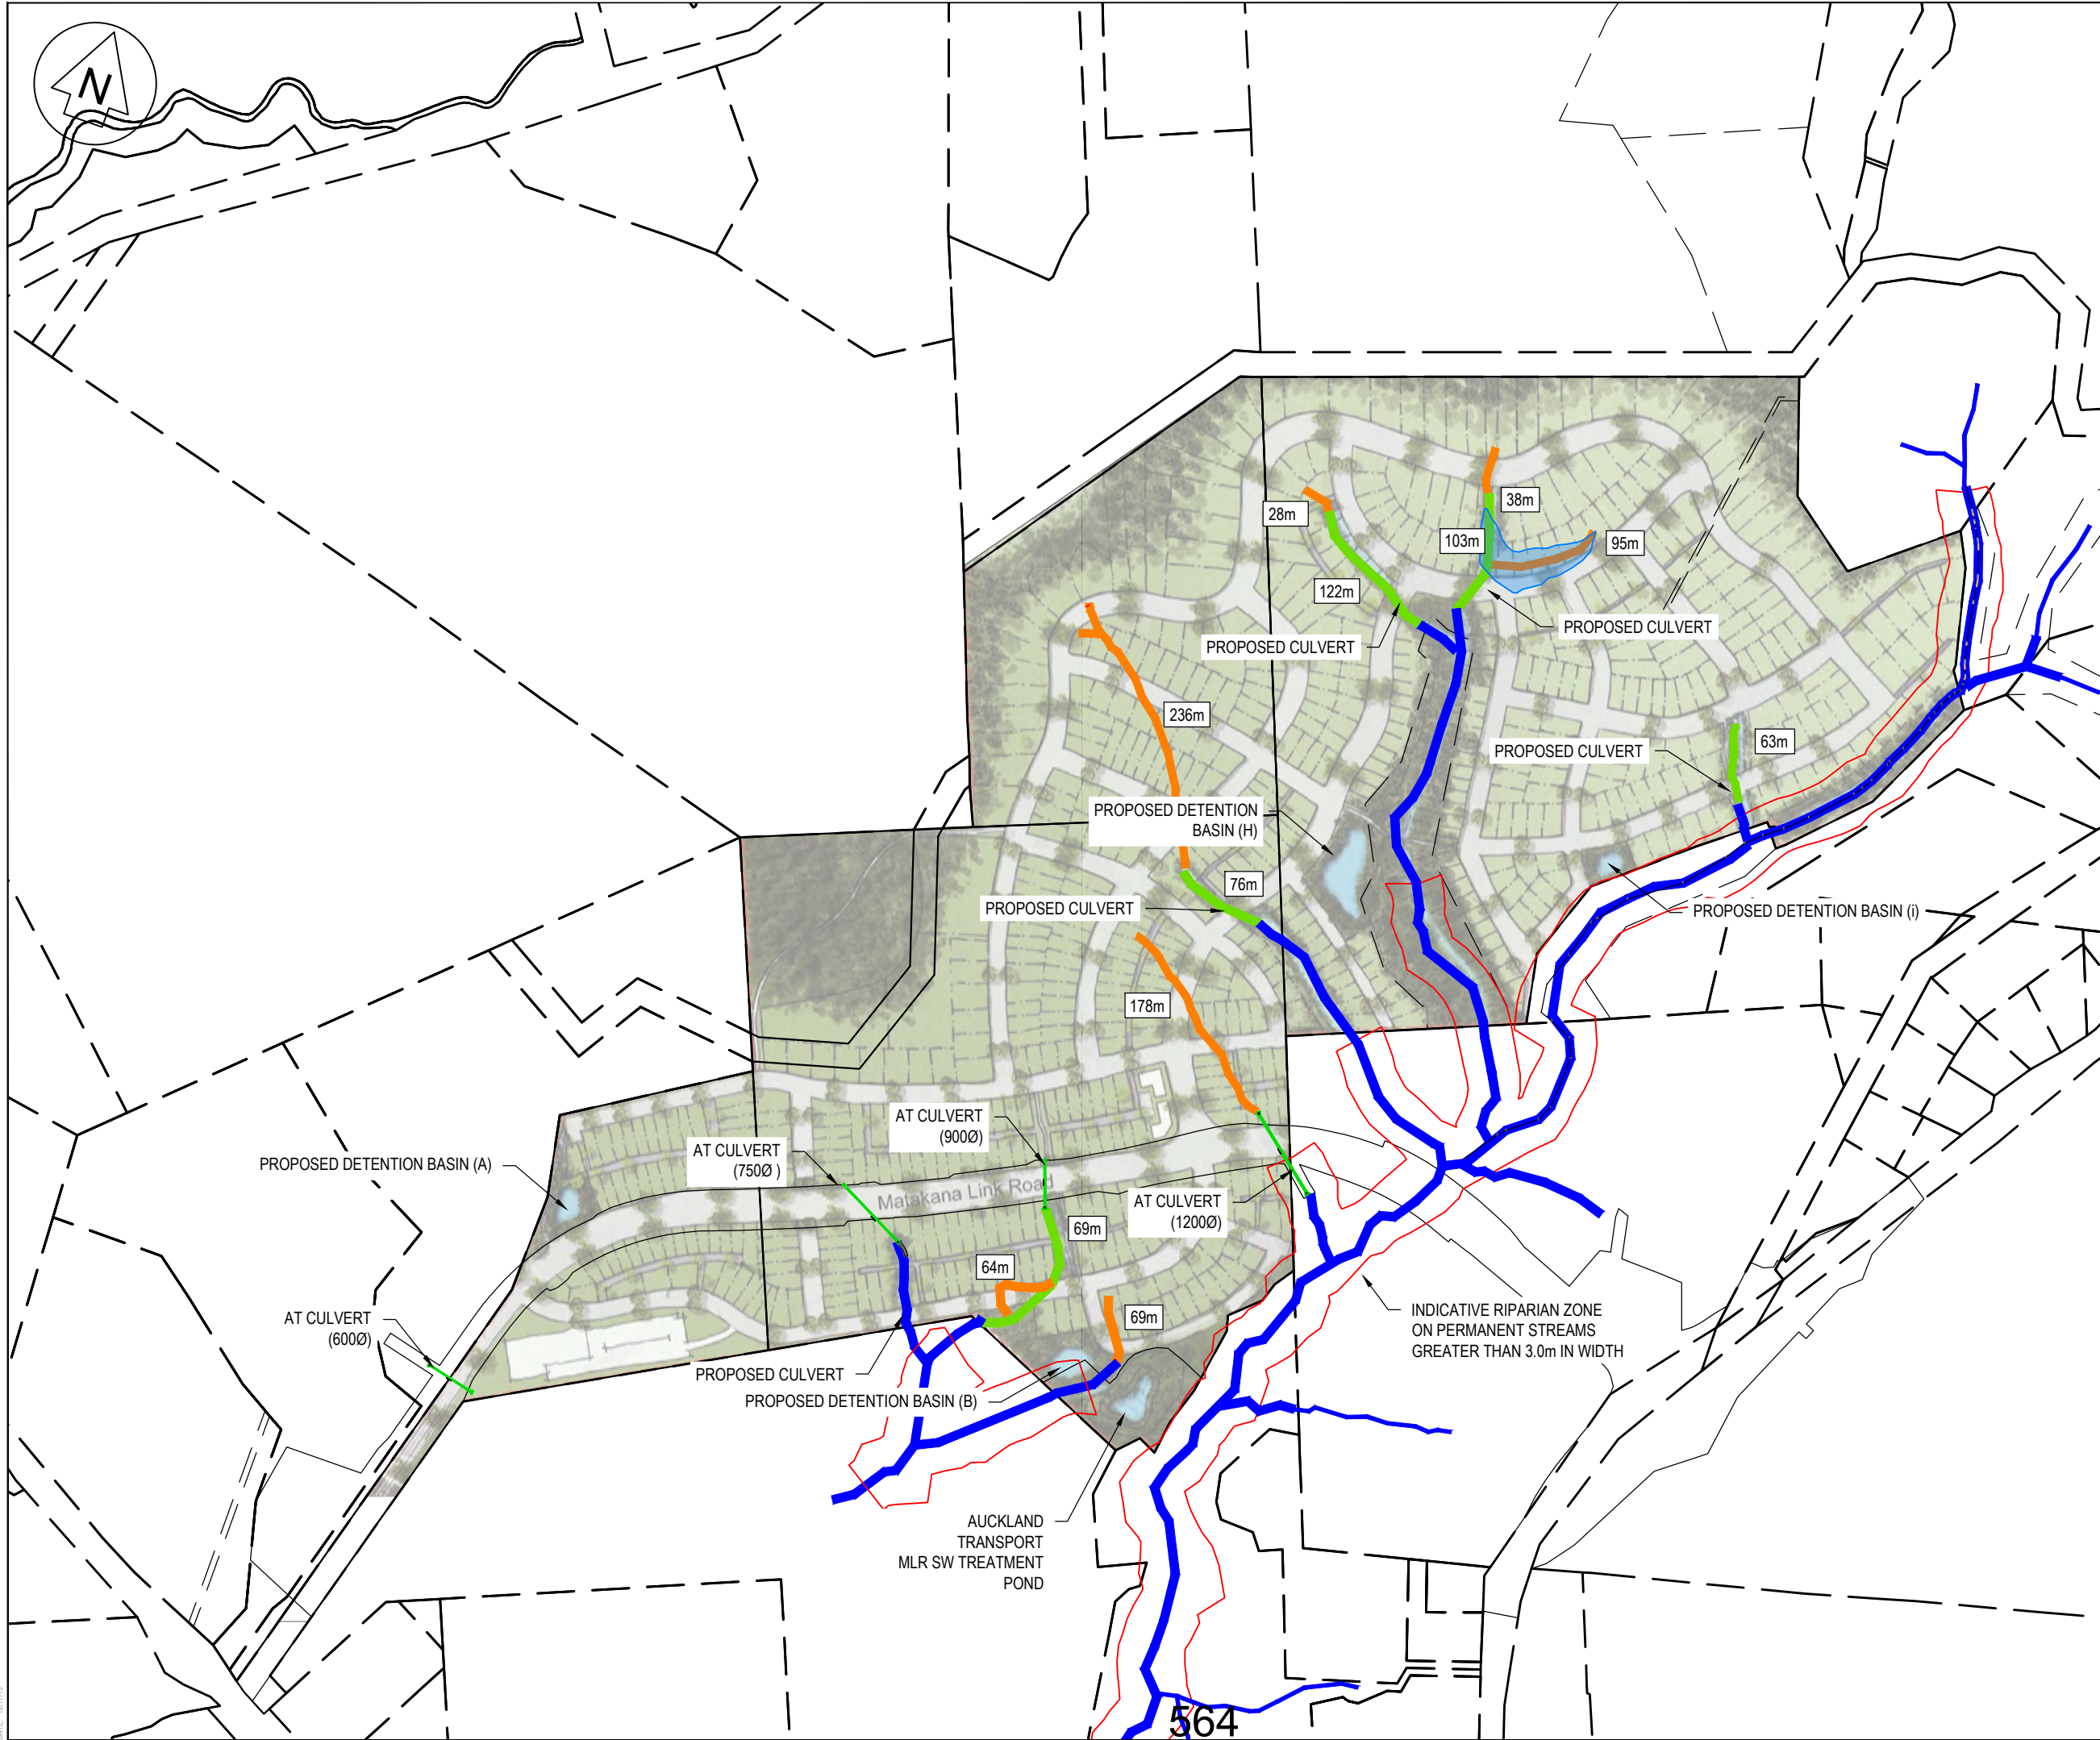 N
38m
28m
103m
95m
122m
PROPOSED CULVERT
PROPOSED CULVERT
236m
63m
PROPOSED CULVERT
PROPOSED DETENTION
BASIN (H)
76m
PROPOSED CULVERT
PROPOSED DETENTION BASIN (i)
178m
AT CULVERT
(900Ø)
AT CULVERT
(750Ø )
PROPOSED DETENTION BASIN (A)
Matakana Link Road
AT CULVERT
(1200Ø)
69m
64m
AT CULVERT
(600Ø)
69m
INDICATIVE RIPARIAN ZONE
ON PERMANENT STREAMS
GREATER THAN 3.0m IN WIDTH
PROPOSED CULVERT
PROPOSED DETENTION BASIN (B)
AUCKLAND
TRANSPORT
MLR SW TREATMENT
POND
564